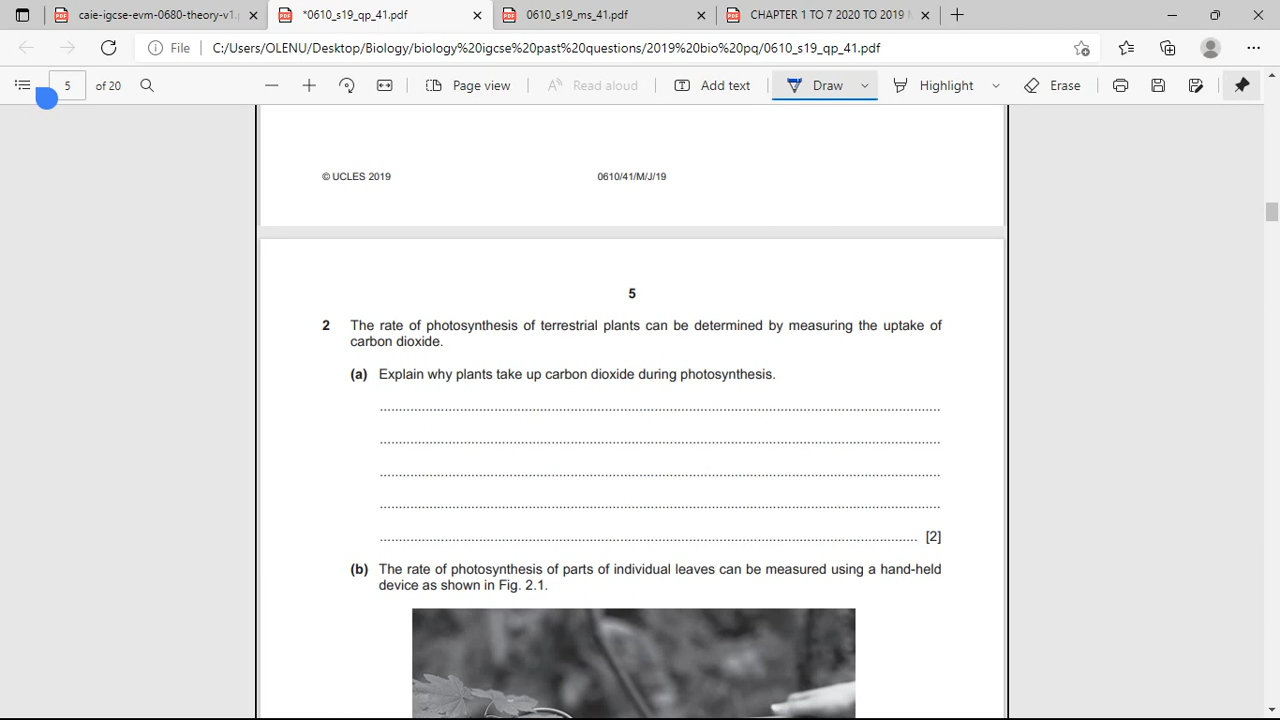 caie-igcse-evm-0680-theory-v1.
*0610_s19_qp_41.pdf
0610_s19_ms_41.pdf
CHAPTER 1 TO 7 2020 TO 2019
File
C:/Users/OLENU/Desktop/Biology/biology%20igcse%20past%20questions/2019%20bio%20pq/0610_s19_qp_41.pdf
5 of 20
Page view
Read aloud
Add text
Draw
Highlight
Erase
© UCLES 2019
0610/41/M/J/19
5
2 The rate of photosynthesis of terrestrial plants can be determined by measuring the uptake of
carbon dioxide.
(a) Explain why plants take up carbon dioxide during photosynthesis.
[2]
(b) The rate of photosynthesis of parts of individual leaves can be measured using a hand-held
device as shown in Fig. 2.1.